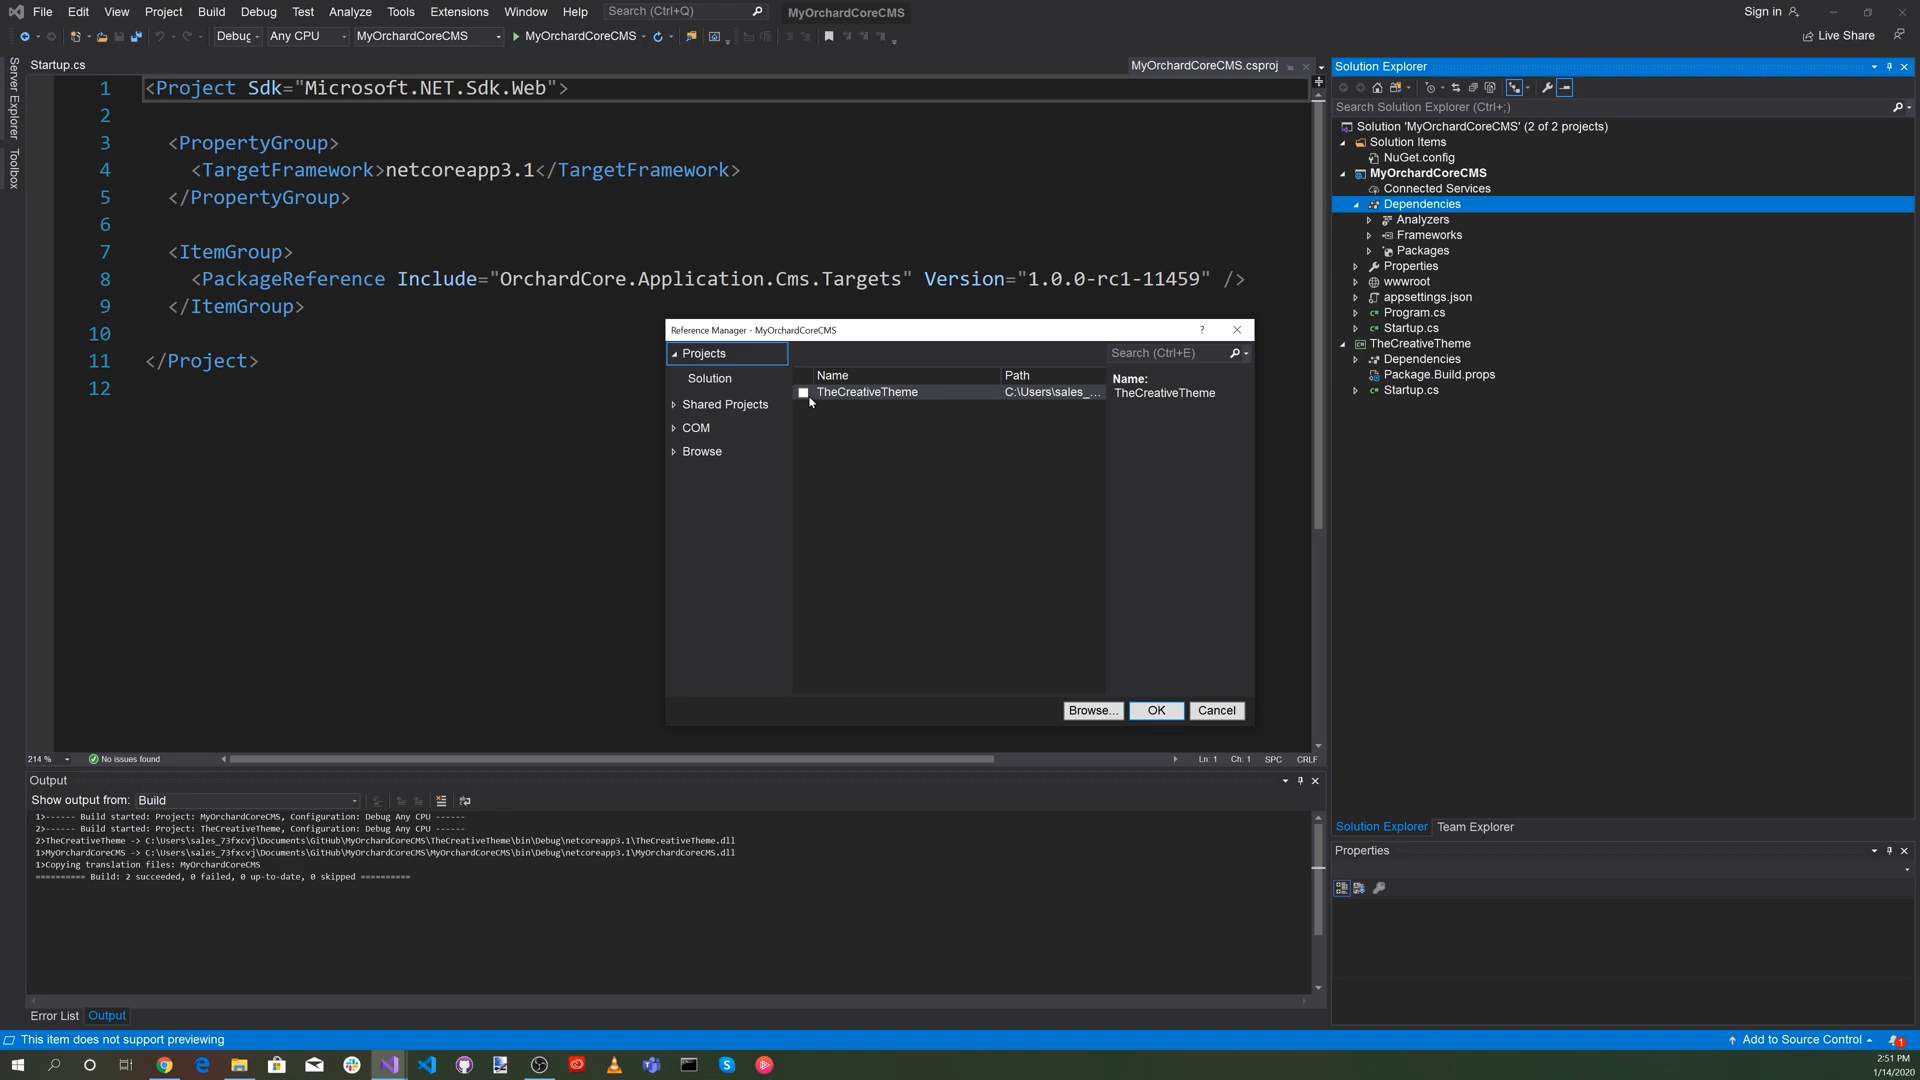 File Edit View Project Build Debug Test Analyze Tools Extensions Window Help Search (Ctrl+Q) MyOrchardCoreCMS Sign in
Debug Any CPU MyOrchardCoreCMS MyOrchardCoreCMS Live Share
Server Explorer
Toolbox
Startup.cs MyOrchardCoreCMS.csproj
1 <Project Sdk="Microsoft.NET.Sdk.Web">
2
3 <PropertyGroup>
4 <TargetFramework>netcoreapp3.1</TargetFramework>
5 </PropertyGroup>
6
7 <ItemGroup>
8 <PackageReference Include="OrchardCore.Application.Cms.Targets" Version="1.0.0-rc1-11459" />
9 </ItemGroup>
10
11 </Project>
12
Reference Manager - MyOrchardCoreCMS ?
Projects
Solution
Shared Projects
COM
Browse
Search (Ctrl+E)
Name Path
TheCreativeTheme C:\Users\sales_...
Name:
TheCreativeTheme
Browse... OK Cancel
214 % No issues found Ln: 1 Ch: 1 SPC CRLF
Output
Show output from: Build
1>------ Build started: Project: MyOrchardCoreCMS, Configuration: Debug Any CPU ------
2>------ Build started: Project: TheCreativeTheme, Configuration: Debug Any CPU ------
2>TheCreativeTheme -> C:\Users\sales_73fxcvj\Documents\GitHub\MyOrchardCoreCMS\TheCreativeTheme\bin\Debug\netcoreapp3.1\TheCreativeTheme.dll
1>MyOrchardCoreCMS -> C:\Users\sales_73fxcvj\Documents\GitHub\MyOrchardCoreCMS\MyOrchardCoreCMS\bin\Debug\netcoreapp3.1\MyOrchardCoreCMS.dll
1>Copying translation files: MyOrchardCoreCMS
========== Build: 2 succeeded, 0 failed, 0 up-to-date, 0 skipped ==========
Error List Output
Solution Explorer
Search Solution Explorer (Ctrl+;)
Solution 'MyOrchardCoreCMS' (2 of 2 projects)
Solution Items
NuGet.config
MyOrchardCoreCMS
Connected Services
Dependencies
Analyzers
Frameworks
Packages
Properties
wwwroot
appsettings.json
Program.cs
Startup.cs
TheCreativeTheme
Dependencies
Package.Build.props
Startup.cs
Solution Explorer Team Explorer
Properties
This item does not support previewing Add to Source Control 1
2:51 PM
1/14/2020